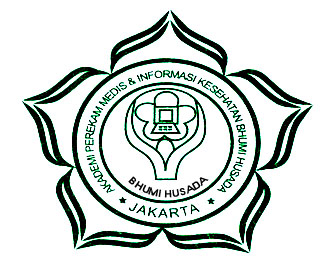 AKADEMI PEREKAM MEDIS & INFORMASI KESEHATAN BHUMI HUSADA
BHUMI HUSADA
JAKARTA